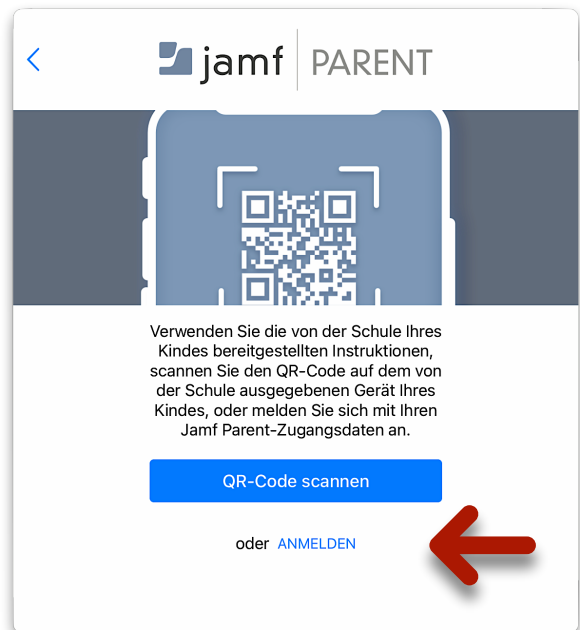 jamf PARENT
Verwenden Sie die von der Schule Ihres
Kindes bereitgestellten Instruktionen,
scannen Sie den QR-Code auf dem von
der Schule ausgegebenen Gerät Ihres
Kindes, oder melden Sie sich mit Ihren
Jamf Parent-Zugangsdaten an.
QR-Code scannen
oder ANMELDEN